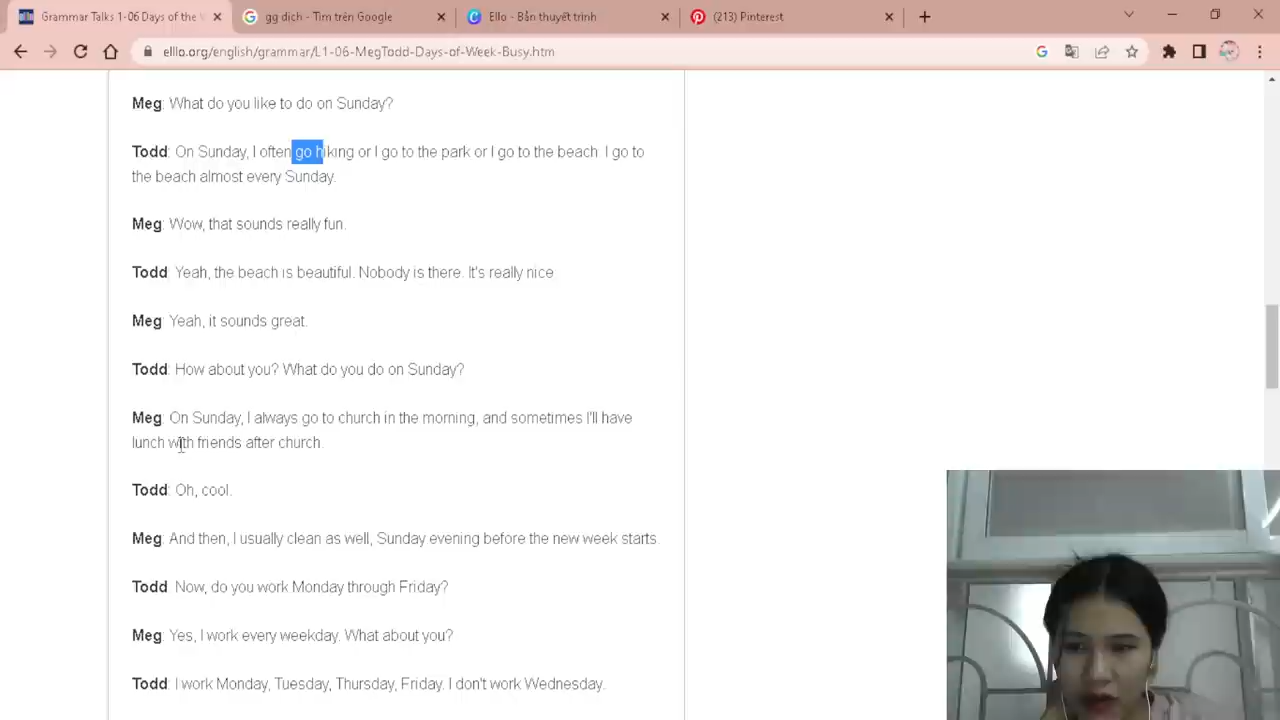 Grammar Talks 1-06 Days of the
gg dich - Tìm trên Google
Ello - Bản thuyết trình
(213) Pinterest
elllo.org/english/grammar/L1-06-MegTodd-Days-of-Week-Busy.htm
Meg: What do you like to do on Sunday?
Todd: On Sunday, I often go hiking or I go to the park or I go to the beach I go to
the beach almost every Sunday.
Meg: Wow, that sounds really fun.
Todd: Yeah, the beach is beautiful. Nobody is there. It's really nice
Meg: Yeah, it sounds great.
Todd: How about you? What do you do on Sunday?
Meg: On Sunday, I always go to church in the morning, and sometimes I'll have
lunch with friends after church.
Todd: Oh, cool.
Meg: And then, I usually clean as well, Sunday evening before the new week starts.
Todd: Now, do you work Monday through Friday?
Meg: Yes, I work every weekday. What about you?
Todd: I work Monday, Tuesday, Thursday, Friday. I don't work Wednesday.